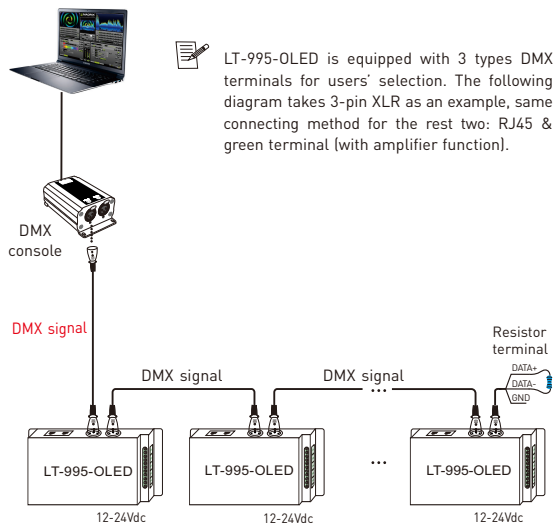 LT-995-OLED is equipped with 3 types DMX
terminals for users' selection. The following
diagram takes 3-pin XLR as an example, same
connecting method for the rest two: RJ45 &
green terminal (with amplifier function).
DMX
console
DMX signal
Resistor
terminal
DATA+
DATA-
GND
DMX signal
DMX signal
...
LT-995-OLED
LT-995-OLED
...
LT-995-OLED
12-24Vdc
12-24Vdc
12-24Vdc